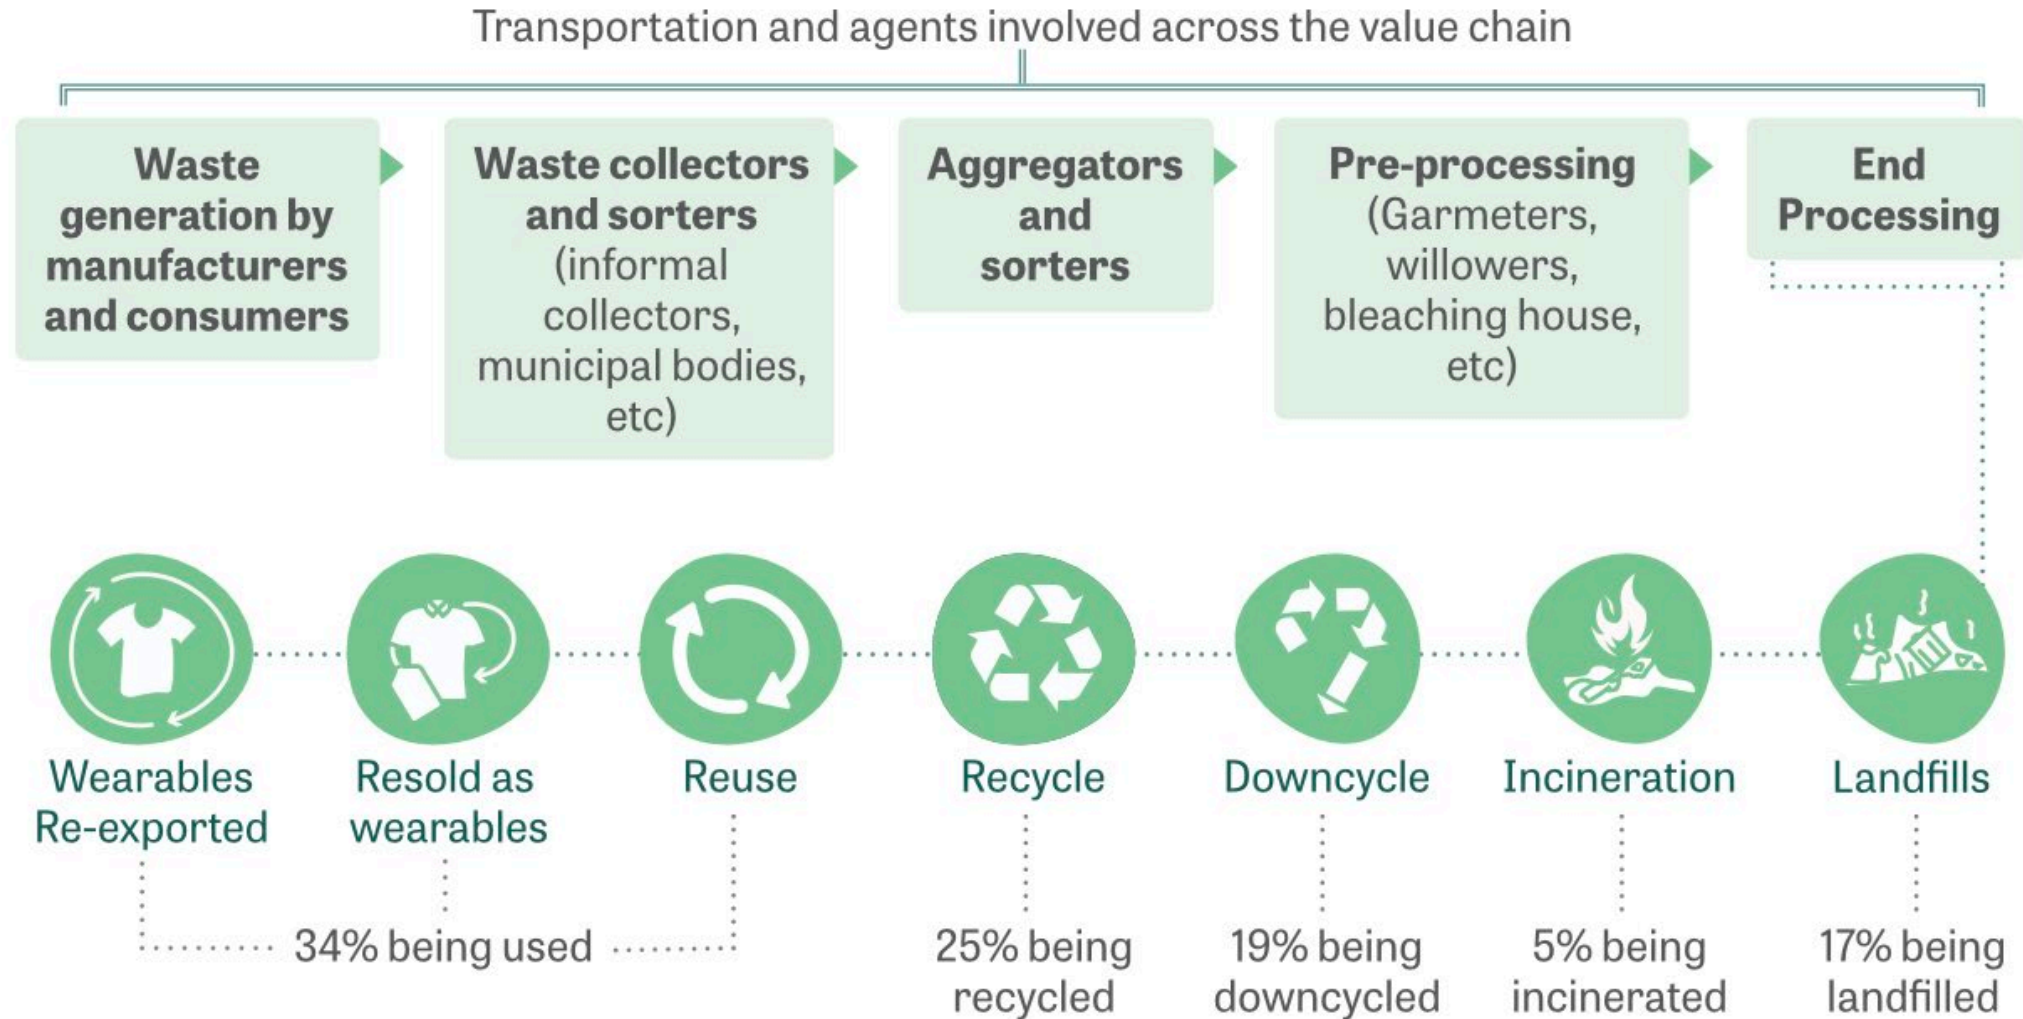 Transportation and agents involved across the value chain
Waste
generation by
manufacturers
and consumers
Waste collectors
and sorters
(informal
collectors,
municipal bodies,
etc)
Aggregators
and
sorters
Pre-processing
(Garmeters,
willowers,
bleaching house,
etc)
End
Processing
Wearables
Re-exported
Resold as
wearables
Reuse
Recycle
Downcycle
Incineration
Landfills
34% being used
25% being
recycled
19% being
downcycled
5% being
incinerated
17% being
landfilled